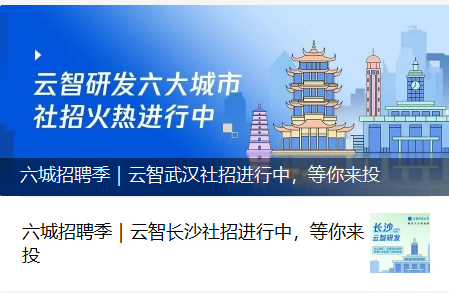 云智研发六大城市
社招火热进行中
六城招聘季 | 云智武汉社招进行中，等你来投
六城招聘季 | 云智长沙社招进行中，等你来
投
长沙
云智研发